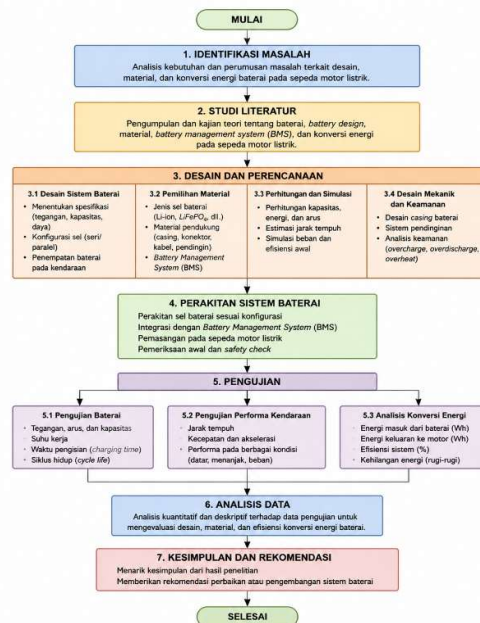 MULAI
1. IDENTIFIKASI MASALAH
Analisis kebutuhan dan perumusan masalah terkait desain,
material, dan konversi energi baterai pada sepeda motor listrik.
2. STUDI LITERATUR
Pengumpulan dan kajian teori tentang baterai, battery design,
material, battery management system (BMS), dan konversi energi
pada sepeda motor listrik.
3. DESAIN DAN PERENCANAAN
3.1 Desain Sistem Baterai
• Menentukan spesifikasi
(tegangan, kapasitas,
daya)
• Konfigurasi sel (seri/
paralel)
• Penempatan baterai
pada kendaraan
3.2 Pemilihan Material
• Jenis sel baterai
(Li-ion, LiFePO₄, dll.)
• Material pendukung
(casing, konektor,
kabel, pendingin)
• Battery Management
System (BMS)
3.3 Perhitungan dan Simulasi
• Perhitungan kapasitas,
energi, dan arus
• Estimasi jarak tempuh
• Simulasi beban dan
efisiensi awal
3.4 Desain Mekanik
dan Keamanan
• Desain casing baterai
• Sistem pendinginan
• Analisis keamanan
(overcharge, overdischarge,
overheat)
4. PERAKITAN SISTEM BATERAI
Perakitan sel baterai sesuai konfigurasi
Integrasi dengan Battery Management System (BMS)
Pemasangan pada sepeda motor listrik
Pemeriksaan awal dan safety check
5. PENGUJIAN
5.1 Pengujian Baterai
• Tegangan, arus, dan kapasitas
Suhu kerja
• Waktu pengisian (charging time)
• Siklus hidup (cycle life)
5.2 Pengujian Performa Kendaraan
• Jarak tempuh
Kecepatan dan akselerasi
• Performa pada berbagai kondisi
(datar, menanjak, beban)
5.3 Analisis Konversi Energi
• Energi masuk dari baterai (Wh)
• Energi keluaran ke motor (Wh)
• Efisiensi sistem (%)
• Kehilangan energi (rugi-rugi)
6. ANALISIS DATA
Analisis kuantitatif dan deskriptif terhadap data pengujian untuk
mengevaluasi desain, material, dan efisiensi konversi energi baterai.
7. KESIMPULAN DAN REKOMENDASI
Menarik kesimpulan dari hasil penelitian
Memberikan rekomendasi perbaikan atau pengembangan sistem baterai
SELESAI